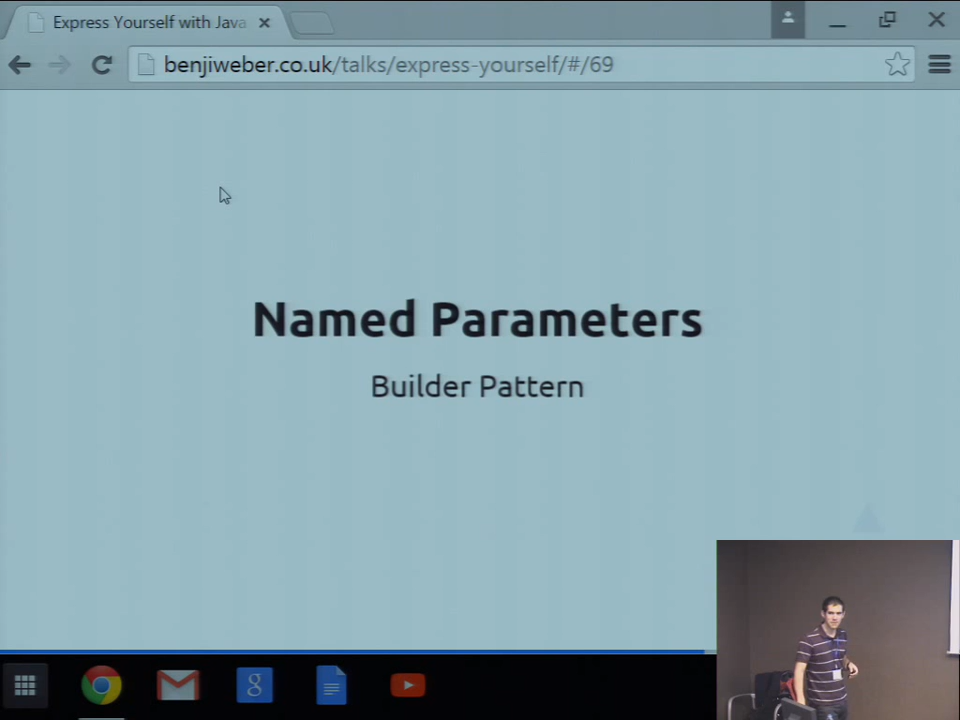 Express Yourself with Java
benjiweber.co.uk/talks/express-yourself/#/69
Named Parameters
Builder Pattern
g